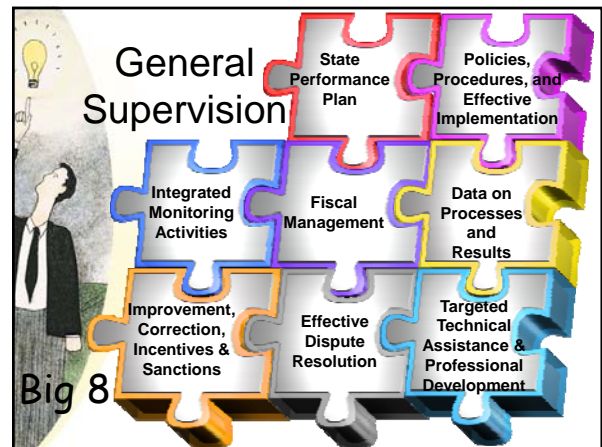 General
Supervision
State
Performance
Plan
Policies,
Procedures, and
Effective
Implementation
Integrated
Monitoring
Activities
Fiscal
Management
Data on
Processes
and
Results
Improvement,
Correction,
Incentives &
Sanctions
Effective
Dispute
Resolution
Targeted
Technical
Assistance &
Professional
Development
Big 8